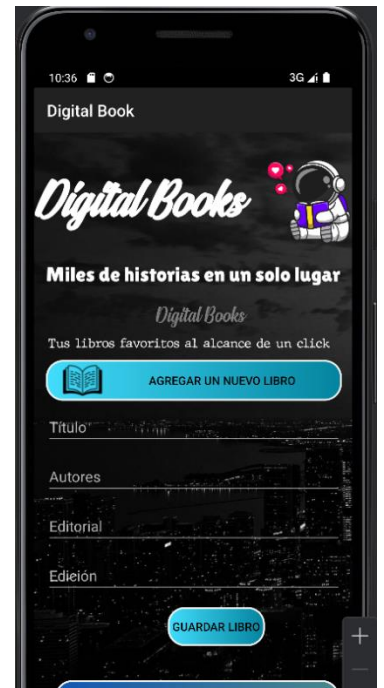 10:36 3G
Digital Book
Digital Books
Miles de historias en un solo lugar
Digital Books
Tus libros favoritos al alcance de un click
AGREGAR UN NUEVO LIBRO
Título
Autores
Editorial
Edición
GUARDAR LIBRO
+